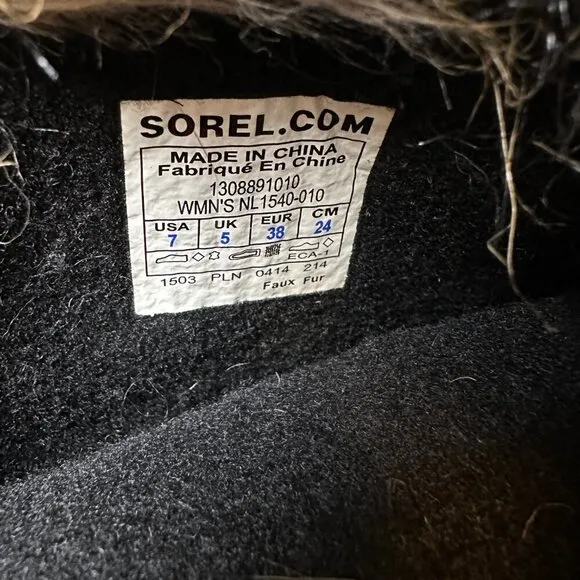 SOREL.COM
MADE IN CHINA
Fabriqué En Chine
1308891010
WMN'S NL1540-010
USA UK EUR CM
7 5 38 24
ECA-1
1503 PLN 0414 214
Faux Fur